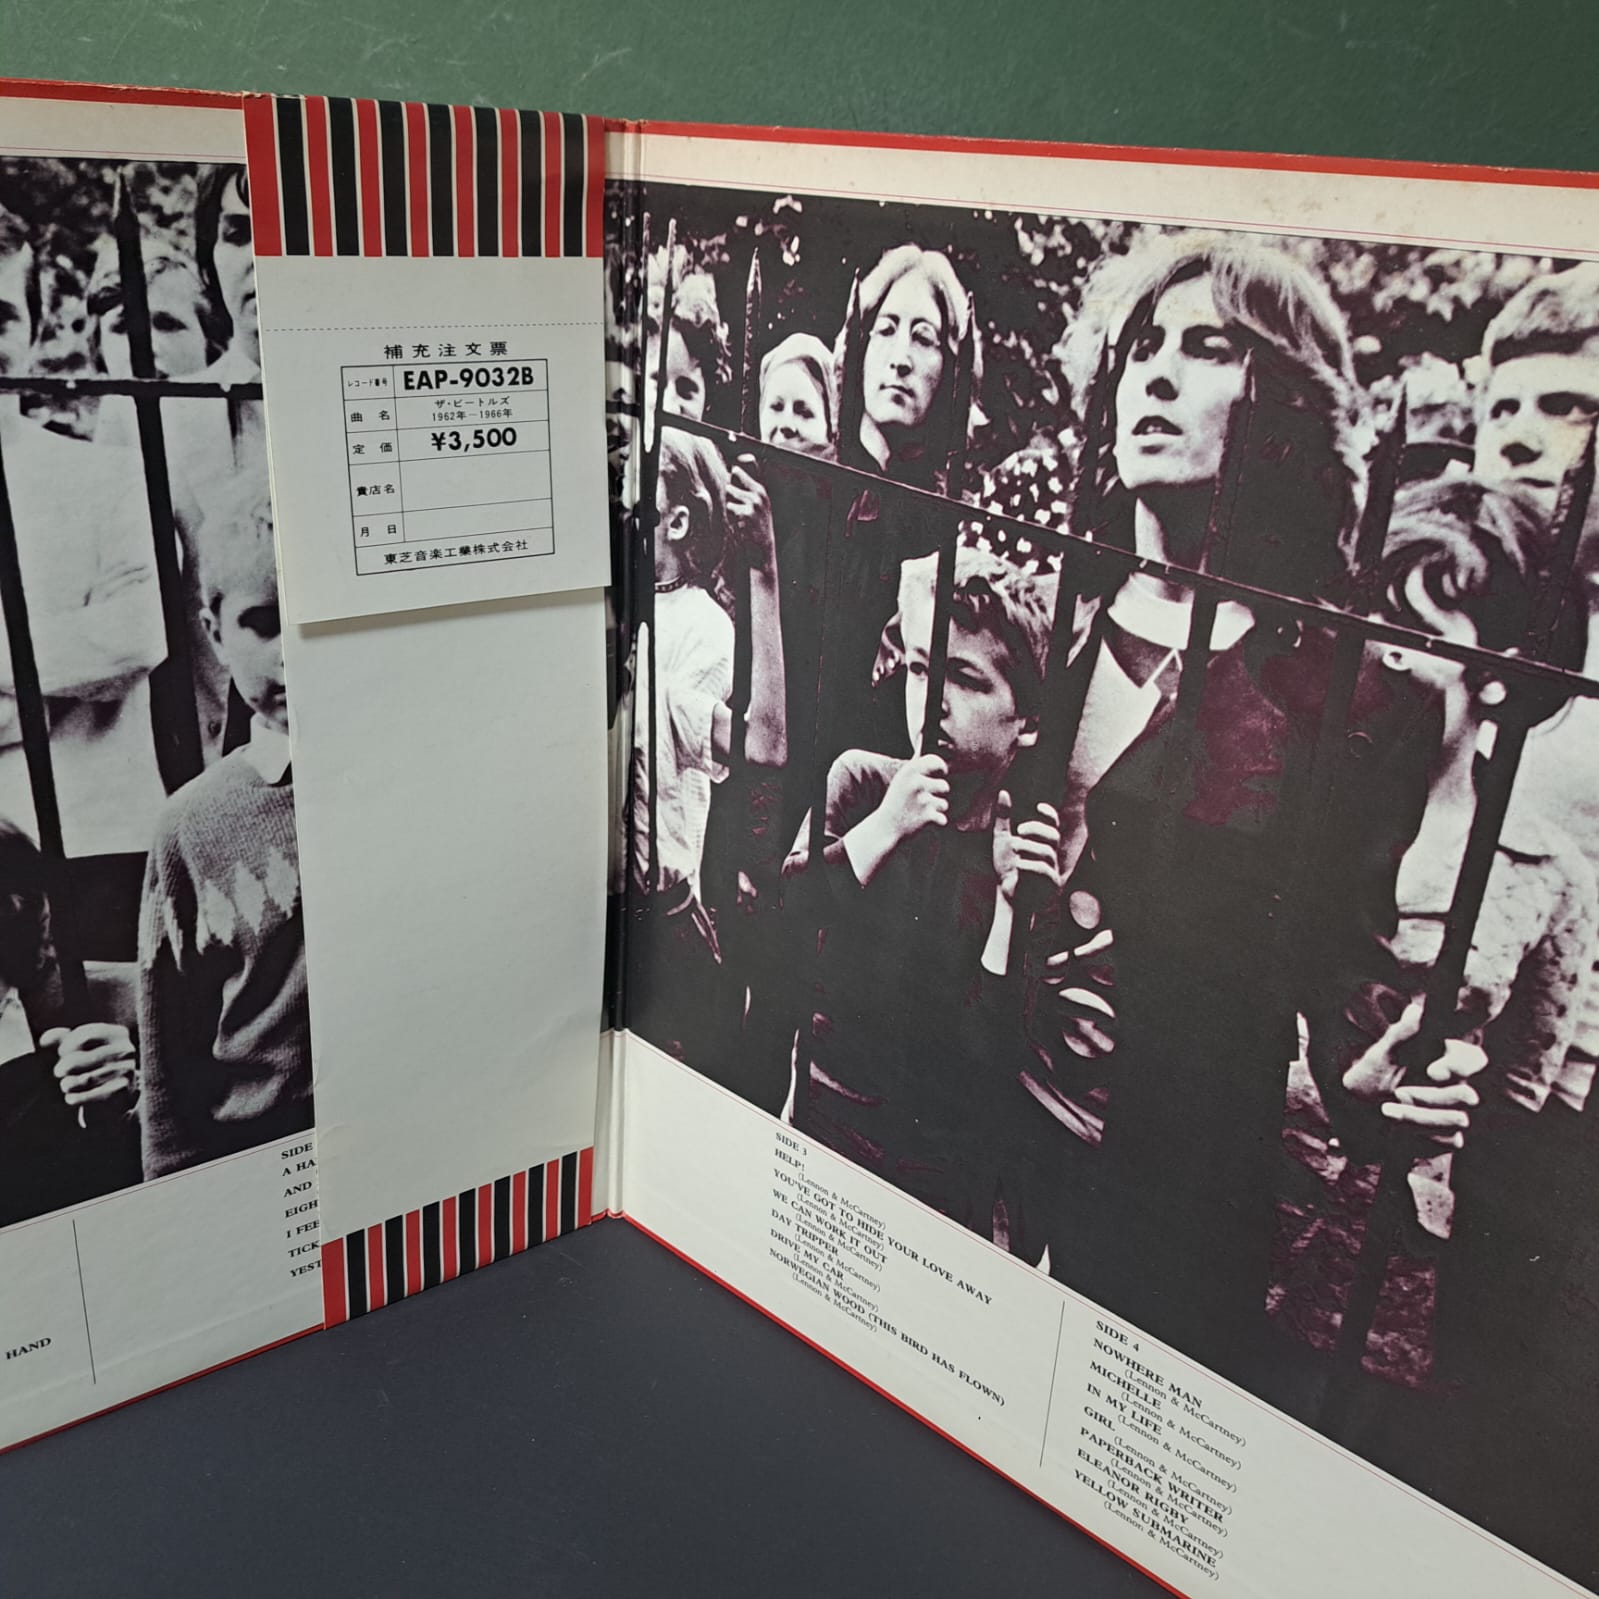 補充注文票
レコード番号 EAP-9032B
曲名 ザ・ビートルズ
1962年―1966年
定価 ¥3,500
貴店名
月日
東芝音楽工業株式会社
HAND
SIDE
A HA
AND
EIGH
I FEE
TICK
YEST
SIDE 3
HELP!
(Lennon & McCartney)
YOU'VE GOT TO HIDE YOUR LOVE AWAY
(Lennon & McCartney)
WE CAN WORK IT OUT
(Lennon & McCartney)
DAY TRIPPER
(Lennon & McCartney)
DRIVE MY CAR
(Lennon & McCartney)
NORWEGIAN WOOD (THIS BIRD HAS FLOWN)
(Lennon & McCartney)
SIDE 4
NOWHERE MAN
(Lennon & McCartney)
MICHELLE
(Lennon & McCartney)
IN MY LIFE
(Lennon & McCartney)
GIRL
(Lennon & McCartney)
PAPERBACK WRITER
(Lennon & McCartney)
ELEANOR RIGBY
(Lennon & McCartney)
YELLOW SUBMARINE
(Lennon & McCartney)